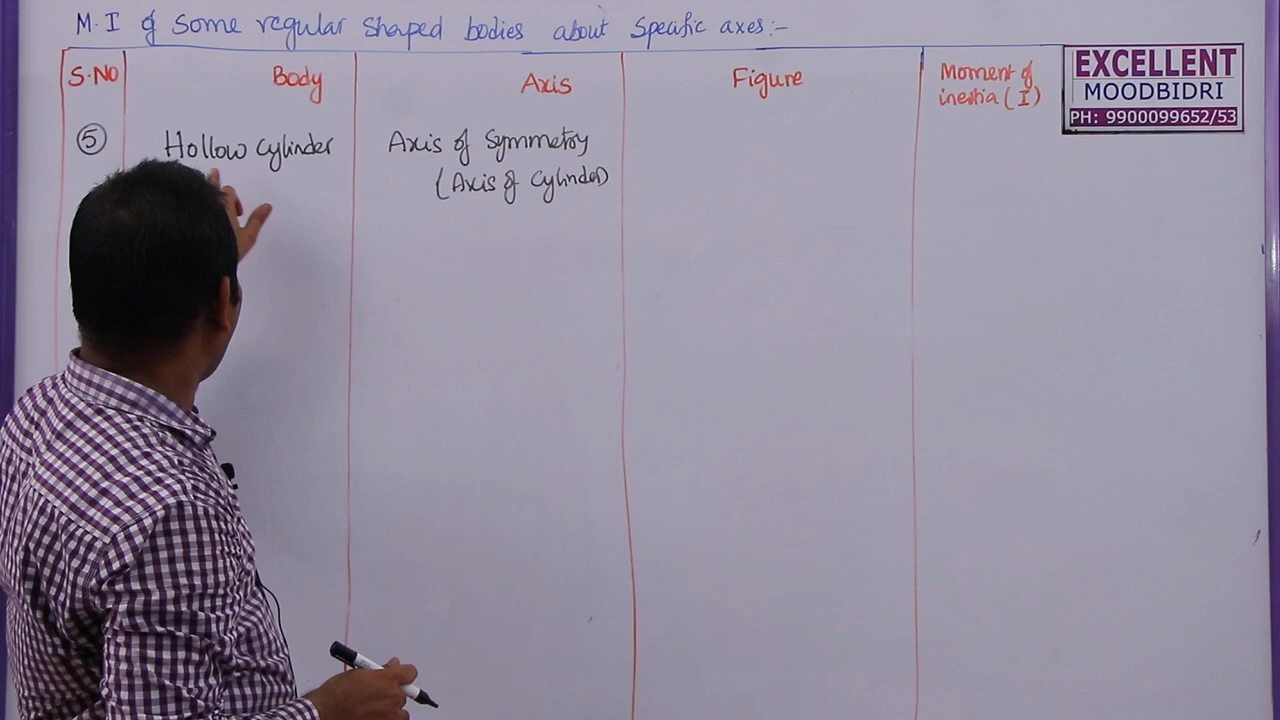 M.I of some regular shaped bodies about specific axes:-
S.No Body Axis Figure Moment of inertia (I)
5 Hollow cylinder Axis of symmetry
(Axis of cylinder)
EXCELLENT
MOODBIDRI
PH: 9900099652/53